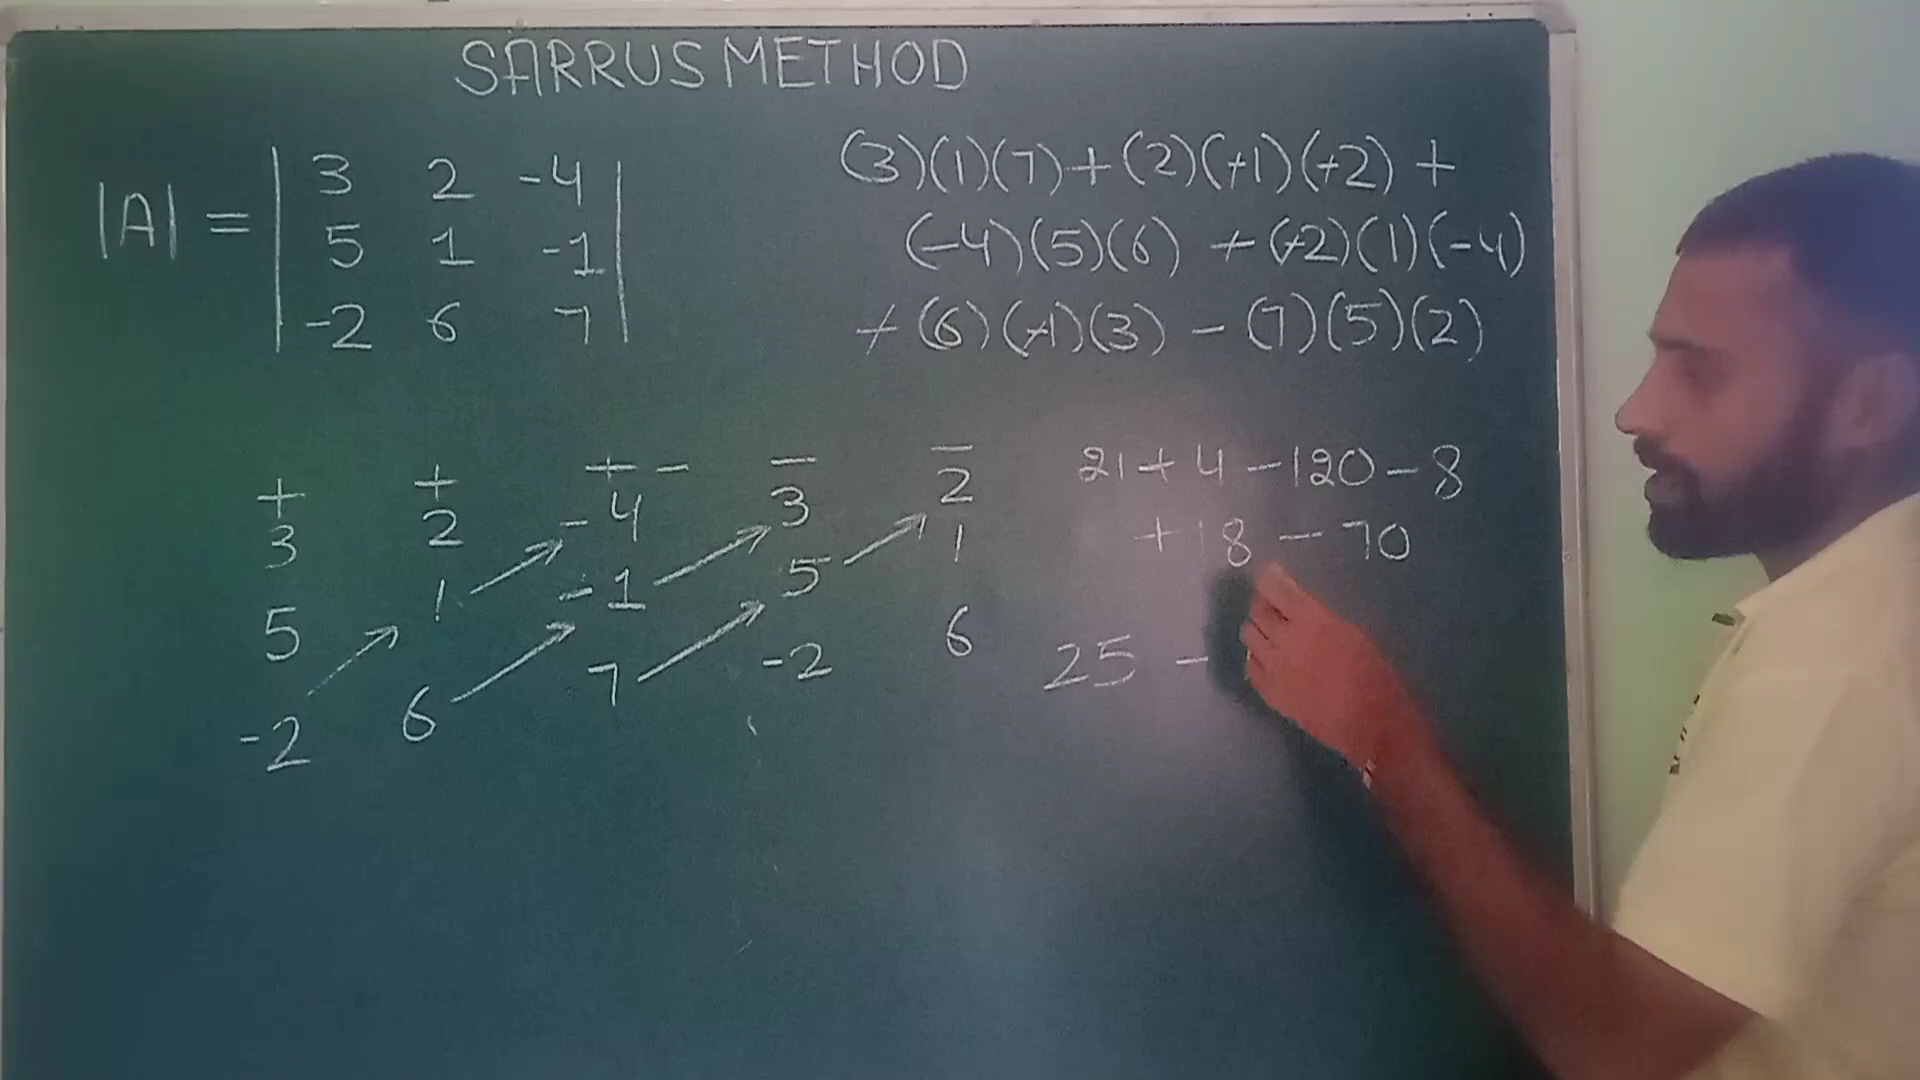 SARRUS METHOD
|A| = | 3 2 -4 |
| 5 1 -1 |
| -2 6 7 |
(3)(1)(7)+(2)(+1)(+2) +
(-4)(5)(6) +(+2)(1)(-4)
+ (6)(+1)(3) - (7)(5)(2)
+ + + - - -
3 2 -4 3 2
5 1 -1 5 1
-2 6 7 -2 6
21 + 4 - 120 - 8
+ 18 - 70
25 -